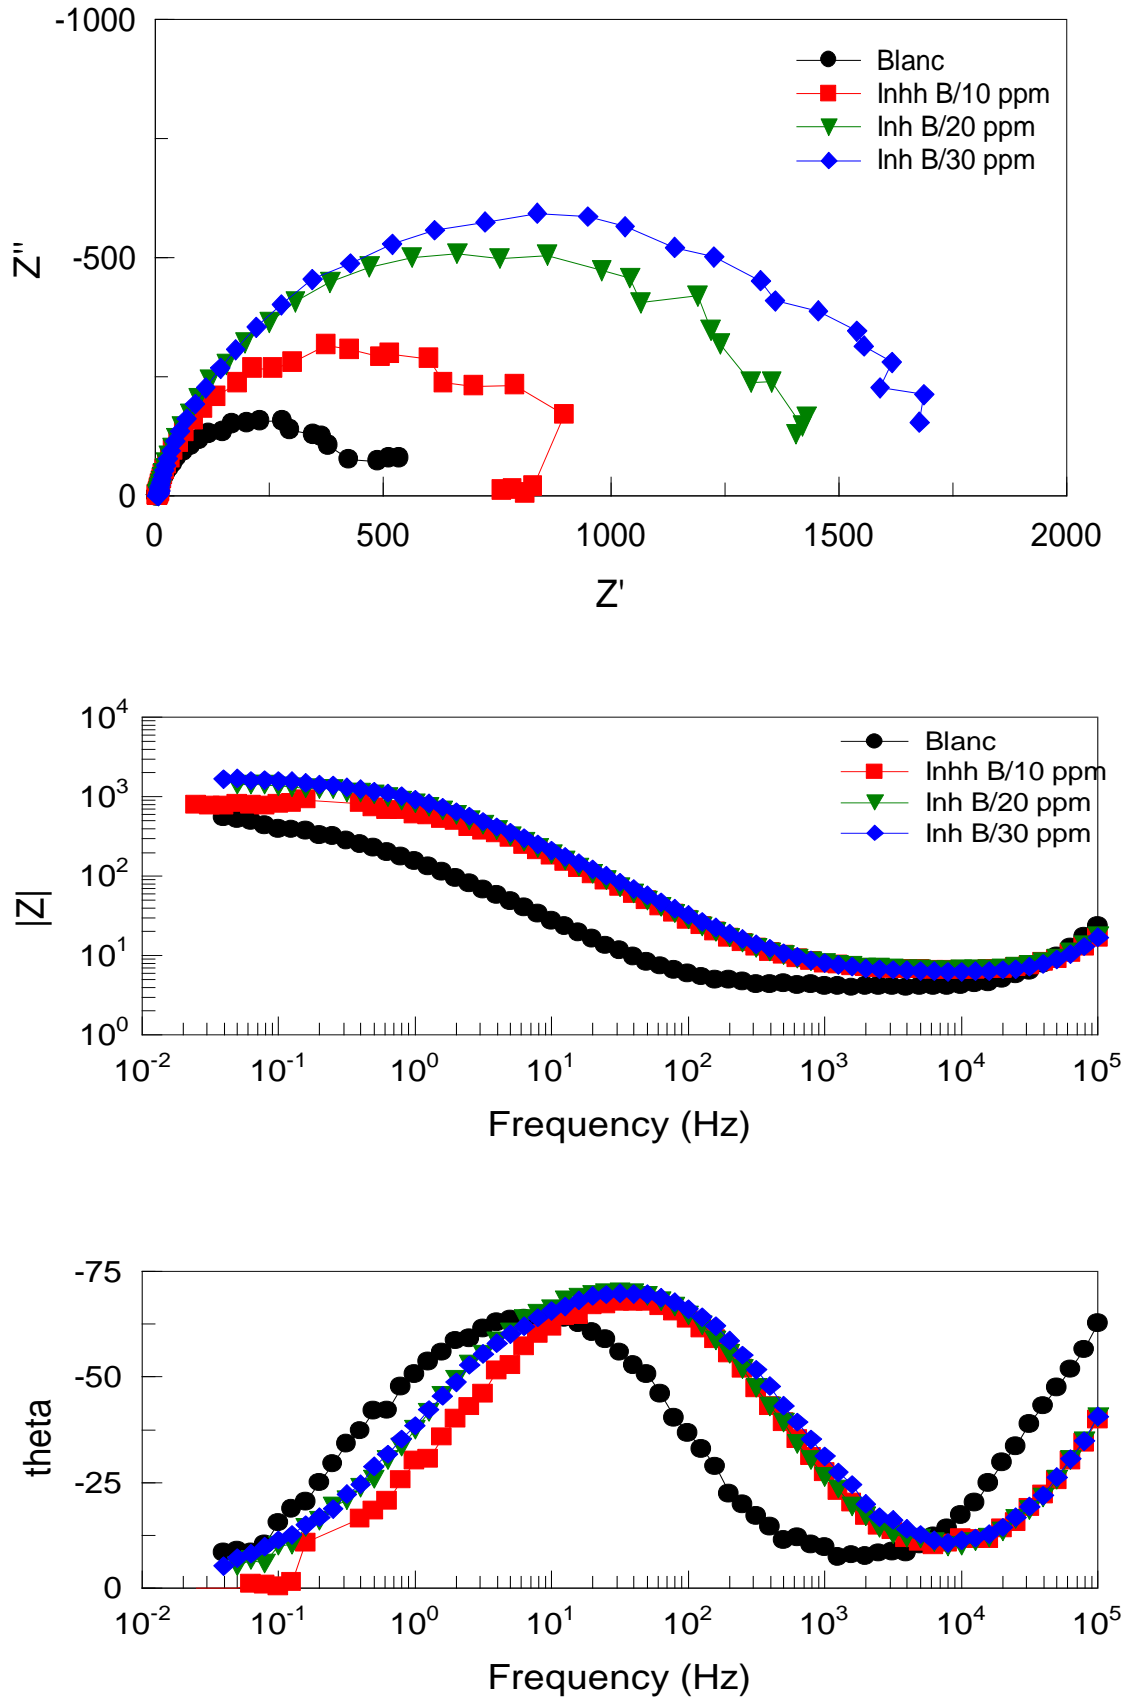 -1000
Blanc
Inhh B/10 ppm
Inh B/20 ppm
Inh B/30 ppm
Z''
-500
0
0 500 1000 1500 2000
Z'
10^4
Blanc
Inhh B/10 ppm
Inh B/20 ppm
Inh B/30 ppm
10^3
|Z|
10^2
10^1
10^0
10^-2 10^-1 10^0 10^1 10^2 10^3 10^4 10^5
Frequency (Hz)
-75
-50
theta
-25
0
10^-2 10^-1 10^0 10^1 10^2 10^3 10^4 10^5
Frequency (Hz)